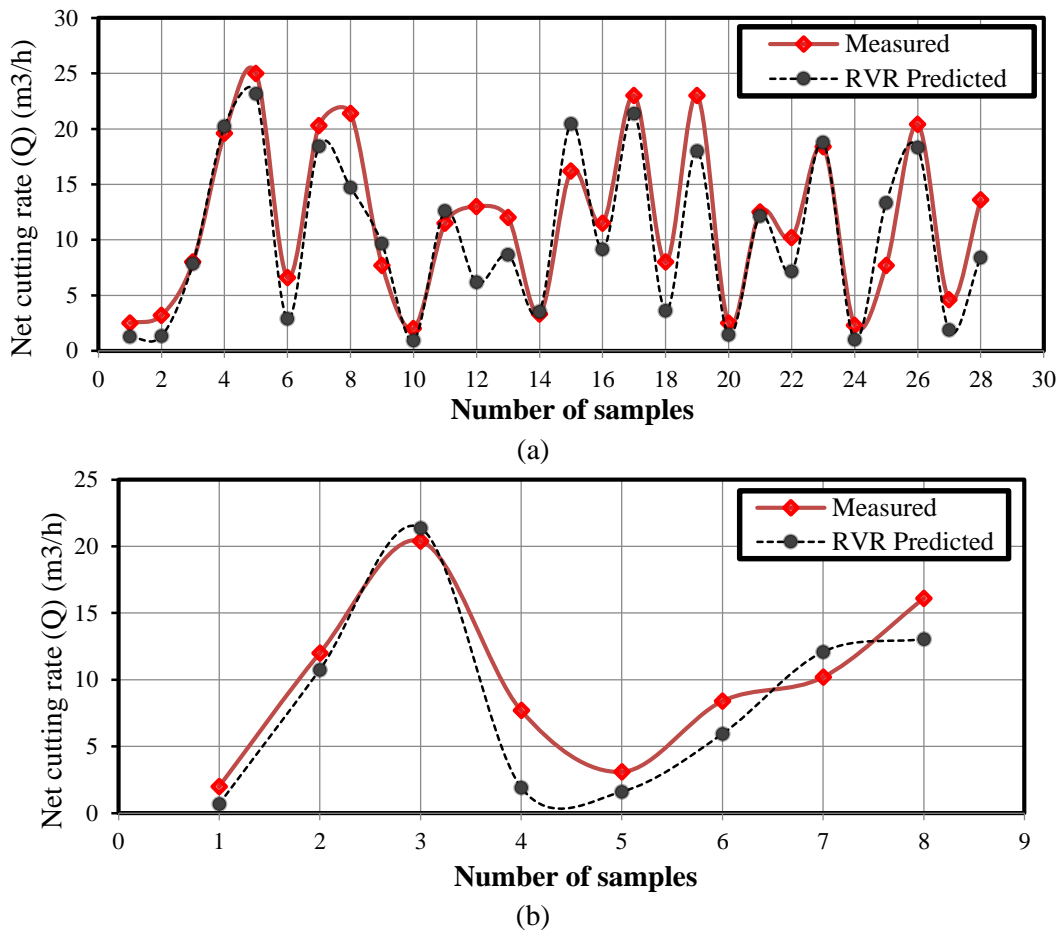 Net cutting rate (Q) (m3/h)
30
25
20
15
10
5
0
Measured
RVR Predicted
0 2 4 6 8 10 12 14 16 18 20 22 24 26 28 30
Number of samples
(a)
Net cutting rate (Q) (m3/h)
25
20
15
10
5
0
Measured
RVR Predicted
0 1 2 3 4 5 6 7 8 9
Number of samples
(b)